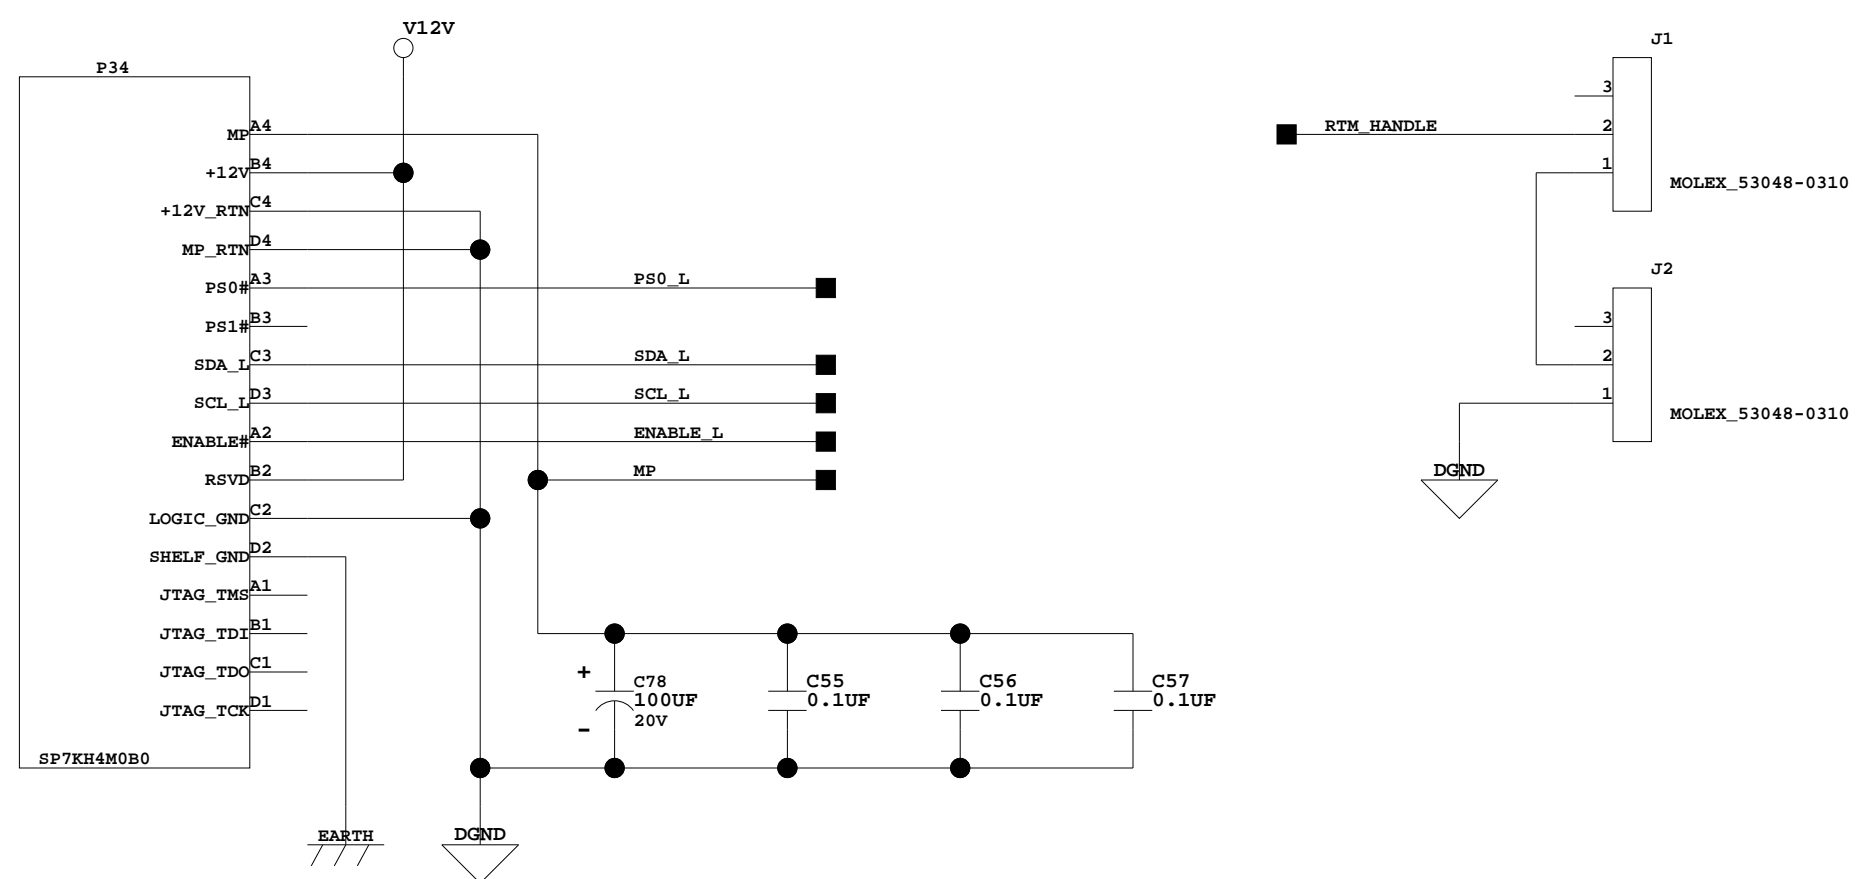 V12V
P34
MP A4
+12V B4
+12V_RTN C4
MP_RTN D4
PS0# A3 PS0_L
PS1# B3
SDA_L C3 SDA_L
SCL_L D3 SCL_L
ENABLE# A2 ENABLE_L
RSVD B2 MP
LOGIC_GND C2
SHELF_GND D2
JTAG_TMS A1
JTAG_TDI B1
JTAG_TDO C1
JTAG_TCK D1
SP7KH4M0B0
EARTH
DGND
+
-
C78
100UF
20V
C55
0.1UF
C56
0.1UF
C57
0.1UF
J1
3
RTM_HANDLE 2
1
MOLEX_53048-0310
J2
3
2
1
MOLEX_53048-0310
DGND